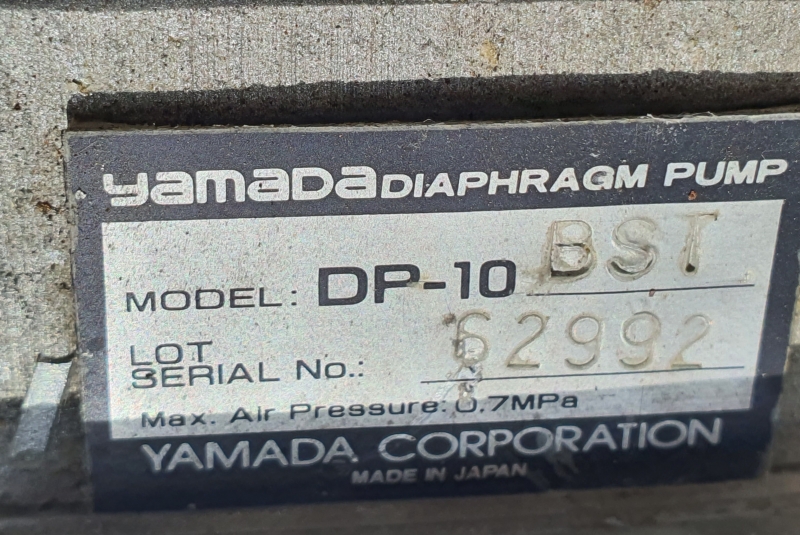 yamada DIAPHRAGM PUMP
MODEL: DP-10 BST
LOT
SERIAL No.: 62992
Max. Air Pressure: 0.7MPa
YAMADA CORPORATION
MADE IN JAPAN